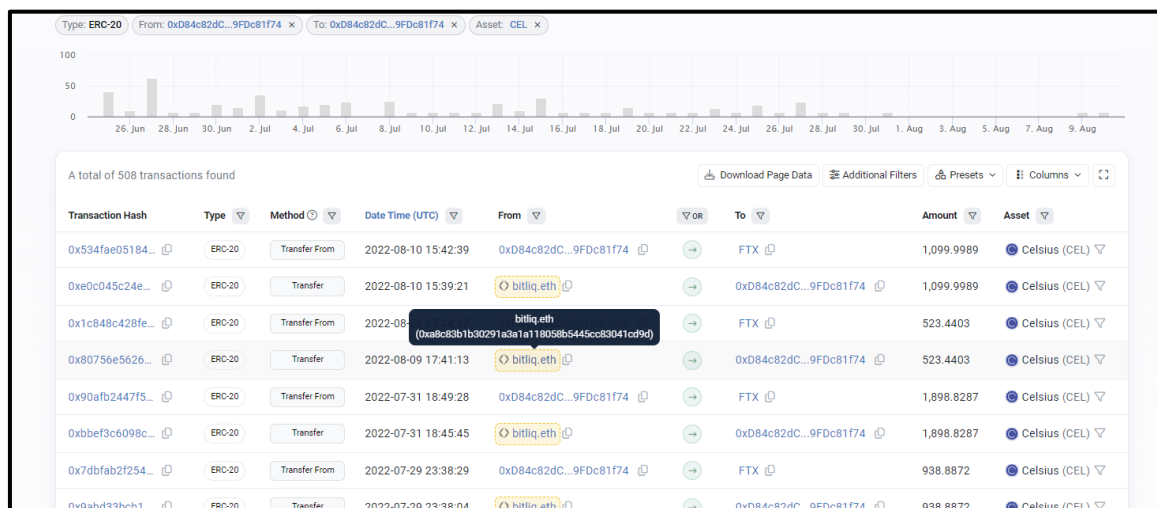 Type: ERC-20 From: 0xD84c82dC...9FDc81f74 × To: 0xD84c82dC...9FDc81f74 × Asset: CEL ×
100
50
0
26. Jun 28. Jun 30. Jun 2. Jul 4. Jul 6. Jul 8. Jul 10. Jul 12. Jul 14. Jul 16. Jul 18. Jul 20. Jul 22. Jul 24. Jul 26. Jul 28. Jul 30. Jul 1. Aug 3. Aug 5. Aug 7. Aug 9. Aug
A total of 508 transactions found Download Page Data Additional Filters Presets Columns
Transaction Hash Type Method Date Time (UTC) From OR To Amount Asset
0x534fae05184... ERC-20 Transfer From 2022-08-10 15:42:39 0xD84c82dC...9FDc81f74 FTX 1,099.9989 Celsius (CEL)
0xe0c045c24e... ERC-20 Transfer 2022-08-10 15:39:21 bitliq.eth 0xD84c82dC...9FDc81f74 1,099.9989 Celsius (CEL)
bitliq.eth
(0xa8c83b1b30291a3a1a118058b5445cc83041cd9d)
0x1c848c428fe... ERC-20 Transfer From 2022-08- FTX 523.4403 Celsius (CEL)
0x80756e5626... ERC-20 Transfer 2022-08-09 17:41:13 bitliq.eth 0xD84c82dC...9FDc81f74 523.4403 Celsius (CEL)
0x90afb2447f5... ERC-20 Transfer From 2022-07-31 18:49:28 0xD84c82dC...9FDc81f74 FTX 1,898.8287 Celsius (CEL)
0xbbef3c6098c... ERC-20 Transfer 2022-07-31 18:45:45 bitliq.eth 0xD84c82dC...9FDc81f74 1,898.8287 Celsius (CEL)
0x7dbfab2f254... ERC-20 Transfer From 2022-07-29 23:38:29 0xD84c82dC...9FDc81f74 FTX 938.8872 Celsius (CEL)
0x9abd33bcb1... ERC-20 Transfer 2022-07-29 23:38:04 bitliq.eth 0xD84c82dC...9FDc81f74 938.8872 Celsius (CEL)